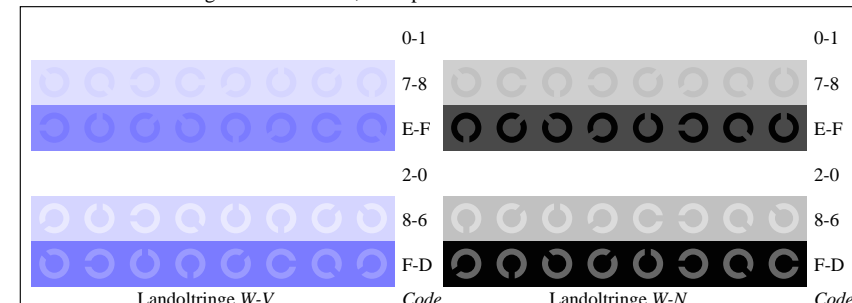 0-1 0-1
7-8 7-8
E-F E-F
2-0 2-0
8-6 8-6
F-D F-D
Landoltringe W-V Code Landoltringe W-N Code